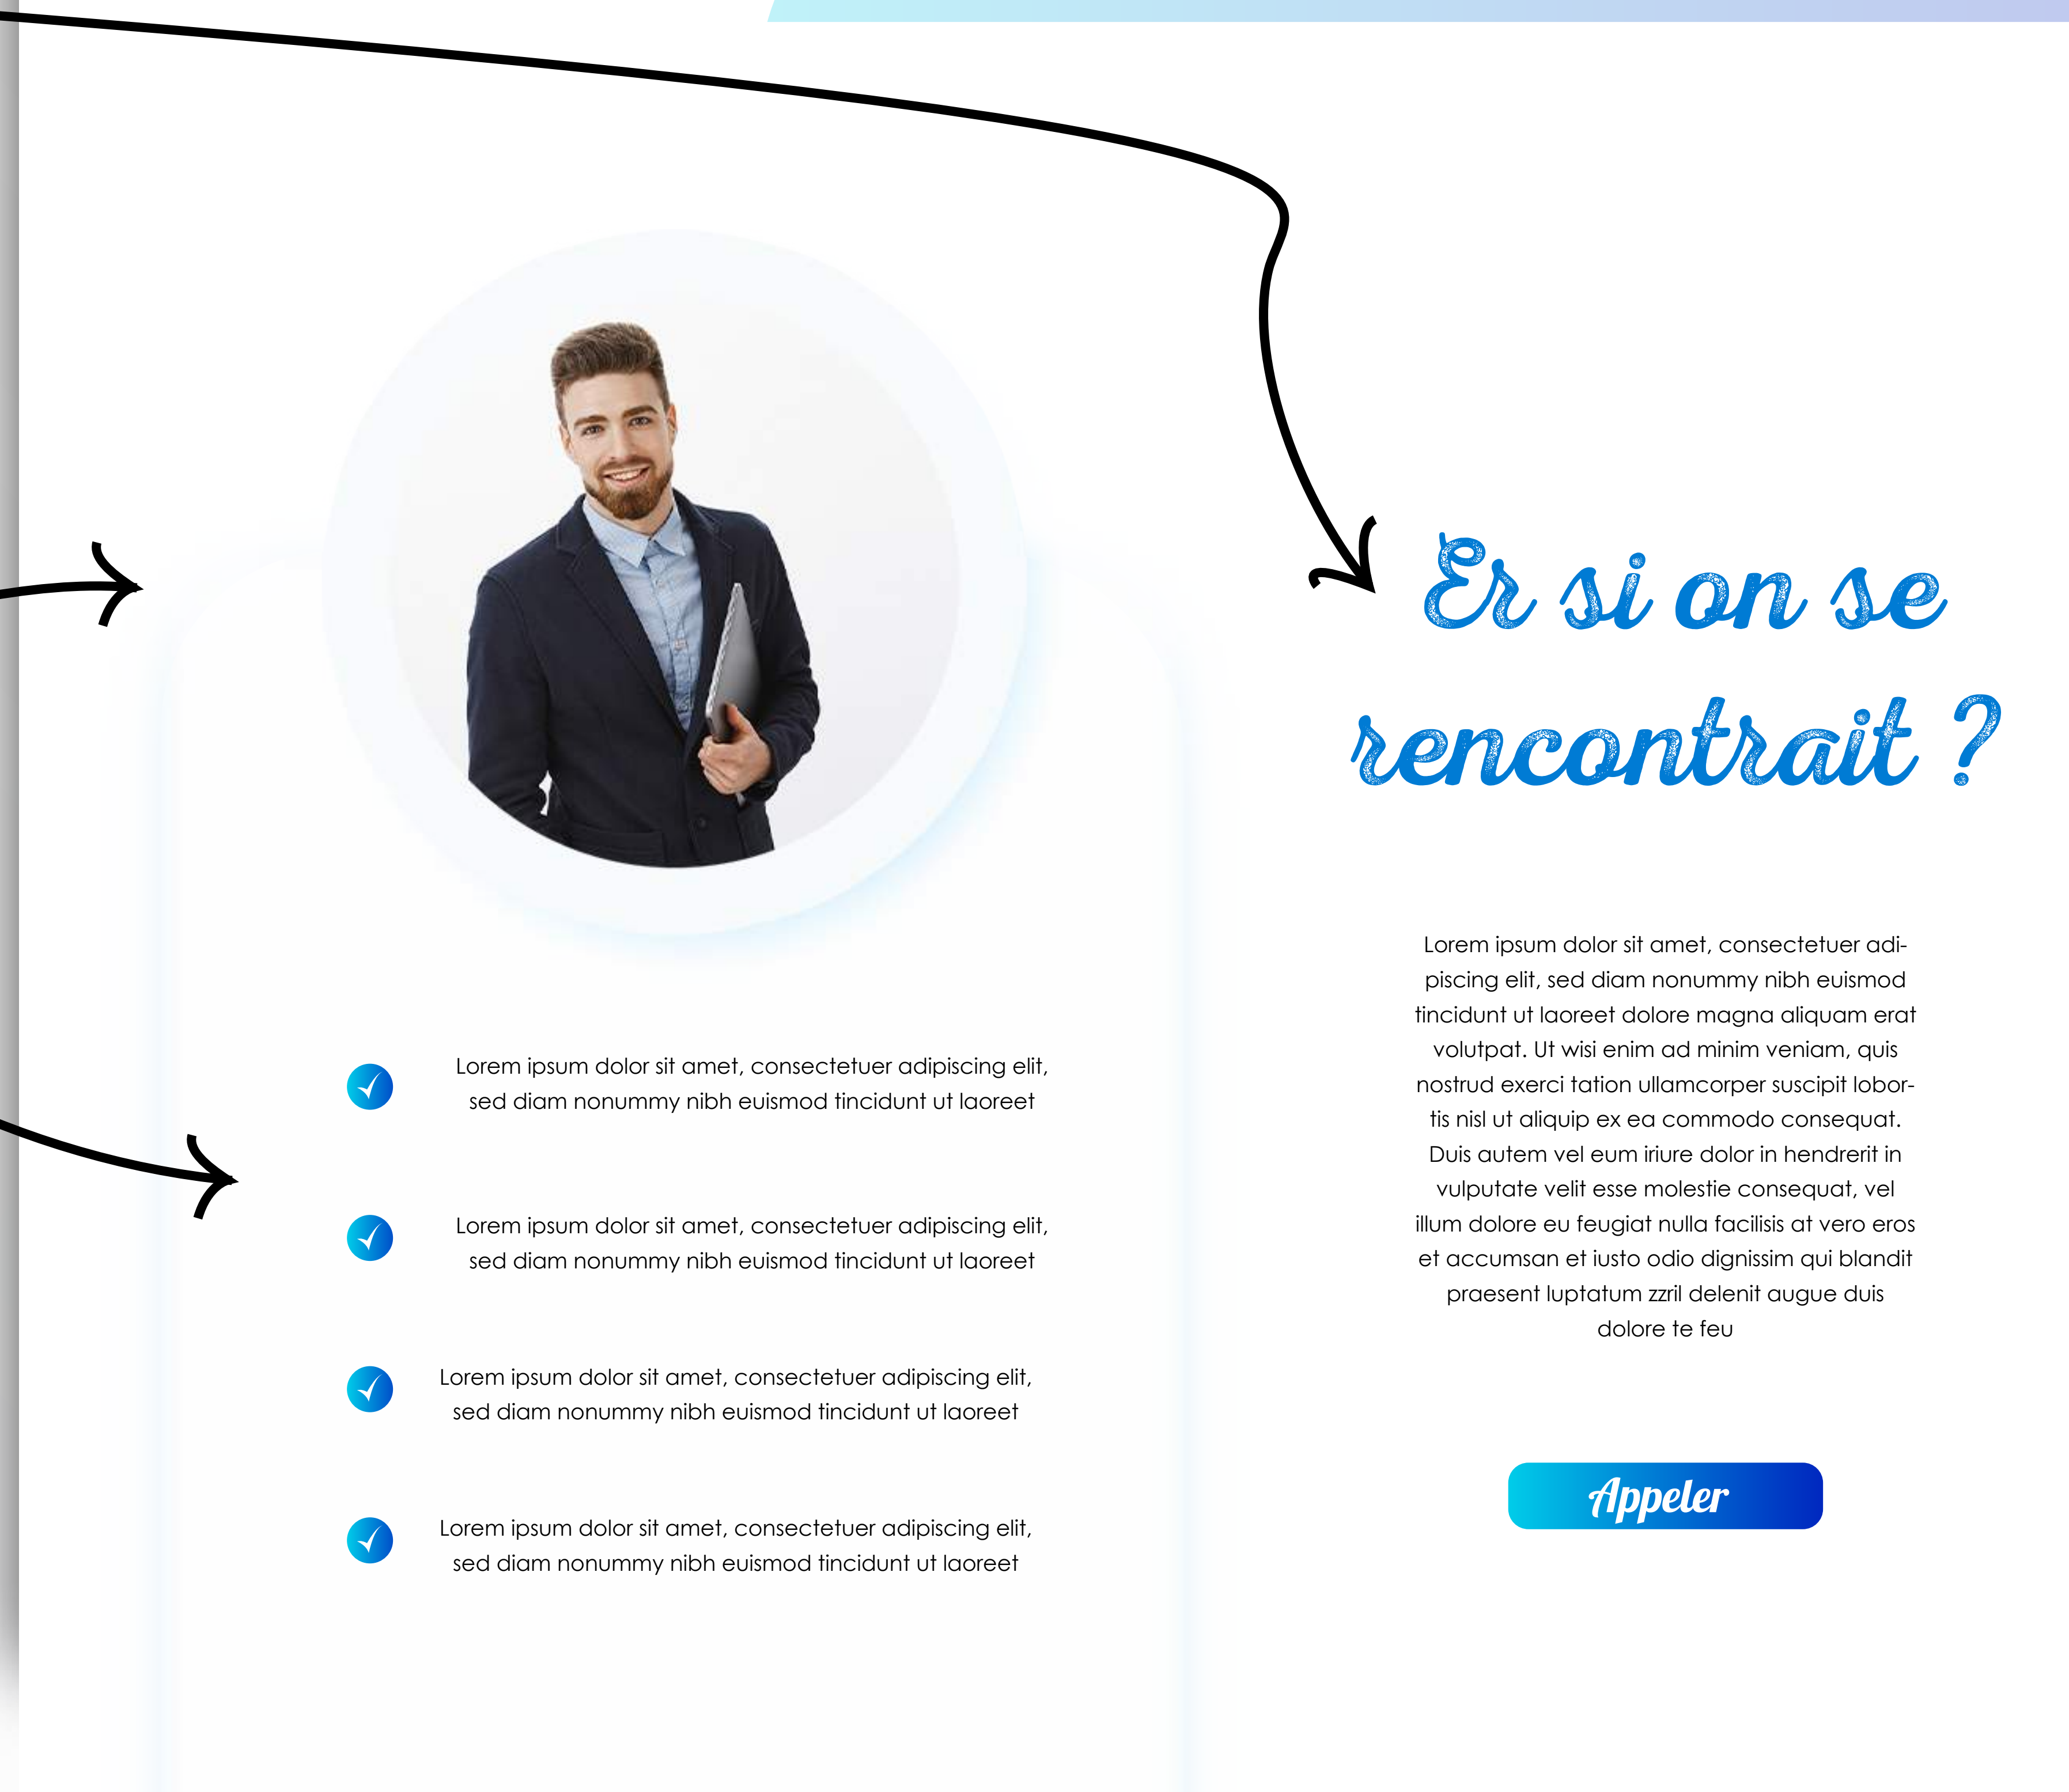 Er si on se
rencontrait ?
Lorem ipsum dolor sit amet, consectetuer adipiscing elit,
sed diam nonummy nibh euismod tincidunt ut laoreet
Lorem ipsum dolor sit amet, consectetuer adipiscing elit,
sed diam nonummy nibh euismod tincidunt ut laoreet
Lorem ipsum dolor sit amet, consectetuer adipiscing elit,
sed diam nonummy nibh euismod tincidunt ut laoreet
Lorem ipsum dolor sit amet, consectetuer adipiscing elit,
sed diam nonummy nibh euismod tincidunt ut laoreet
Lorem ipsum dolor sit amet, consectetuer adi-
piscing elit, sed diam nonummy nibh euismod
tincidunt ut laoreet dolore magna aliquam erat
volutpat. Ut wisi enim ad minim veniam, quis
nostrud exerci tation ullamcorper suscipit lobor-
tis nisl ut aliquip ex ea commodo consequat.
Duis autem vel eum iriure dolor in hendrerit in
vulputate velit esse molestie consequat, vel
illum dolore eu feugiat nulla facilisis at vero eros
et accumsan et iusto odio dignissim qui blandit
praesent luptatum zzril delenit augue duis
dolore te feu
Appeler